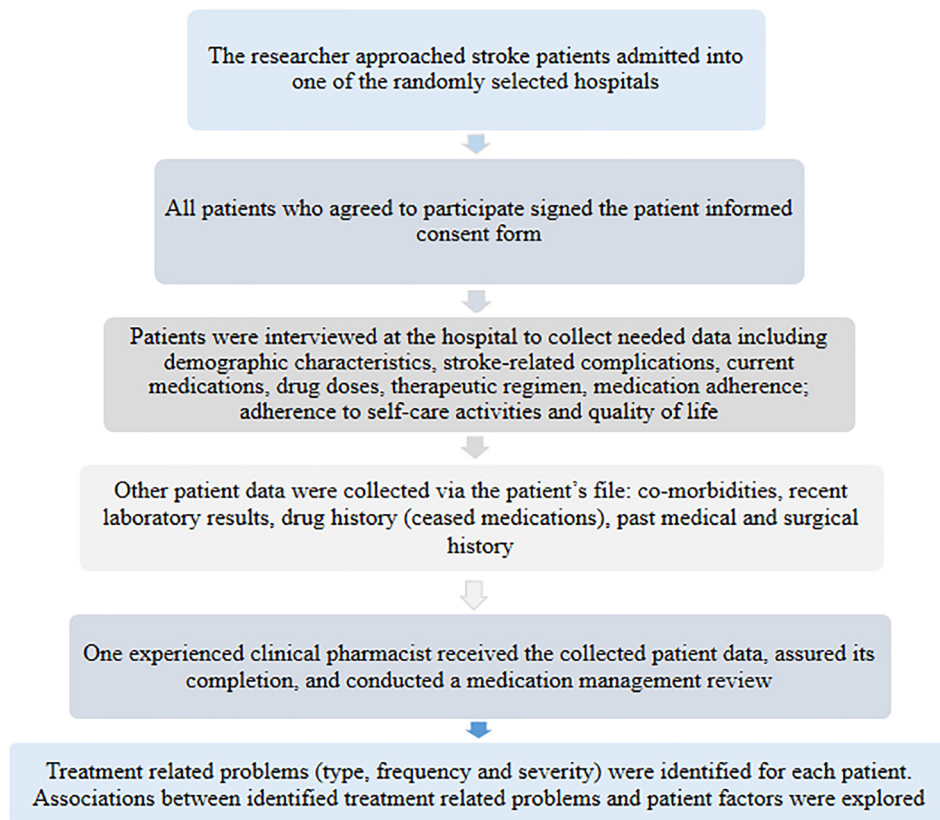 The researcher approached stroke patients admitted into
one of the randomly selected hospitals
All patients who agreed to participate signed the patient informed
consent form
Patients were interviewed at the hospital to collect needed data including
demographic characteristics, stroke-related complications, current
medications, drug doses, therapeutic regimen, medication adherence;
adherence to self-care activities and quality of life
Other patient data were collected via the patient’s file: co-morbidities, recent
laboratory results, drug history (ceased medications), past medical and surgical
history
One experienced clinical pharmacist received the collected patient data, assured its
completion, and conducted a medication management review
Treatment related problems (type, frequency and severity) were identified for each patient.
Associations between identified treatment related problems and patient factors were explored